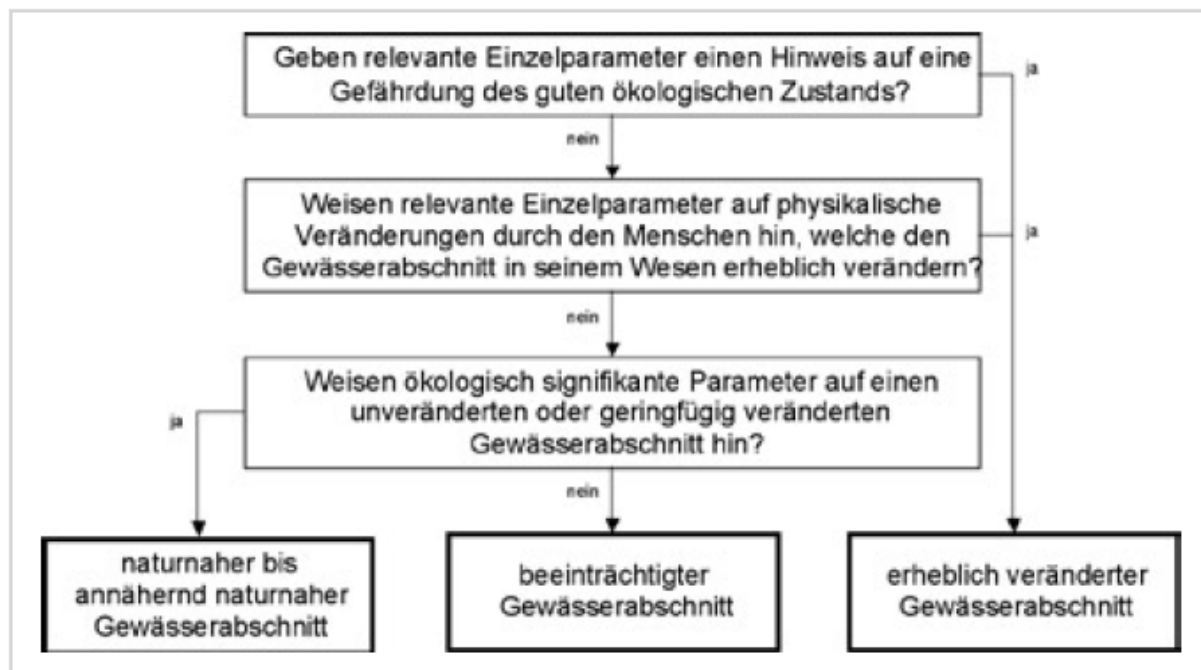 Geben relevante Einzelparameter einen Hinweis auf eine
Gefährdung des guten ökologischen Zustands?
ja
nein
Weisen relevante Einzelparameter auf physikalische
Veränderungen durch den Menschen hin, welche den
Gewässerabschnitt in seinem Wesen erheblich verändern?
ja
nein
Weisen ökologisch signifikante Parameter auf einen
unveränderten oder geringfügig veränderten
Gewässerabschnitt hin?
ja
nein
naturnaher bis
annähernd naturnaher
Gewässerabschnitt
beeinträchtigter
Gewässerabschnitt
erheblich veränderter
Gewässerabschnitt